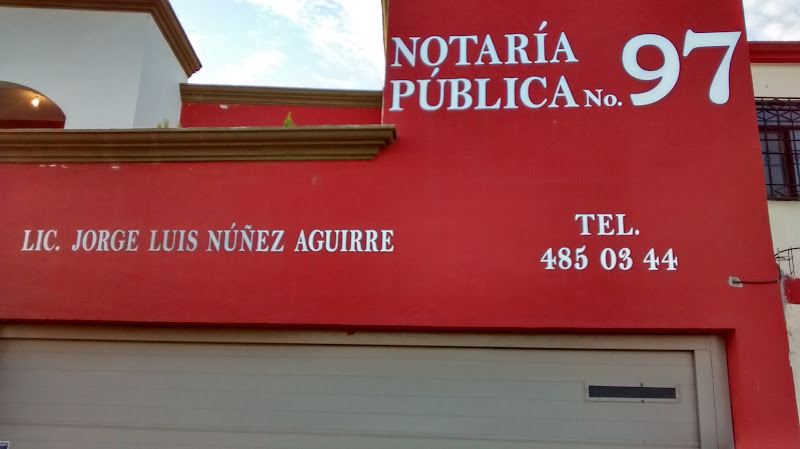 NOTARÍA
PÚBLICA No. 97
LIC. JORGE LUIS NÚÑEZ AGUIRRE
TEL.
485 03 44